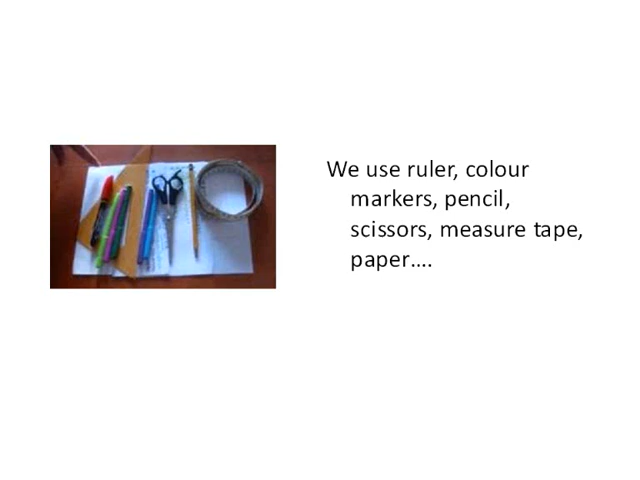 We use ruler, colour
markers, pencil,
scissors, measure tape,
paper....